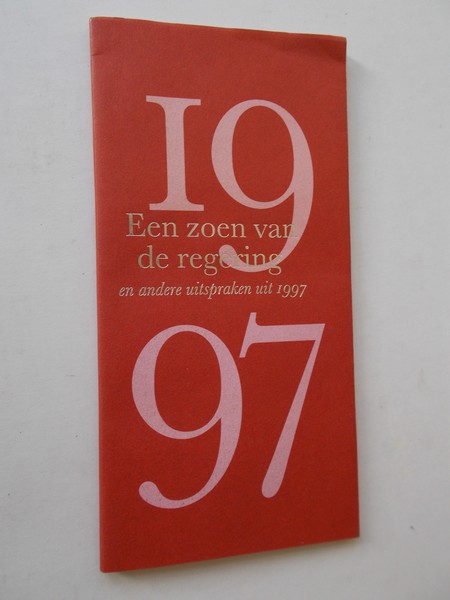 19
Een zoen van
de regering
en andere uitspraken uit 1997
97